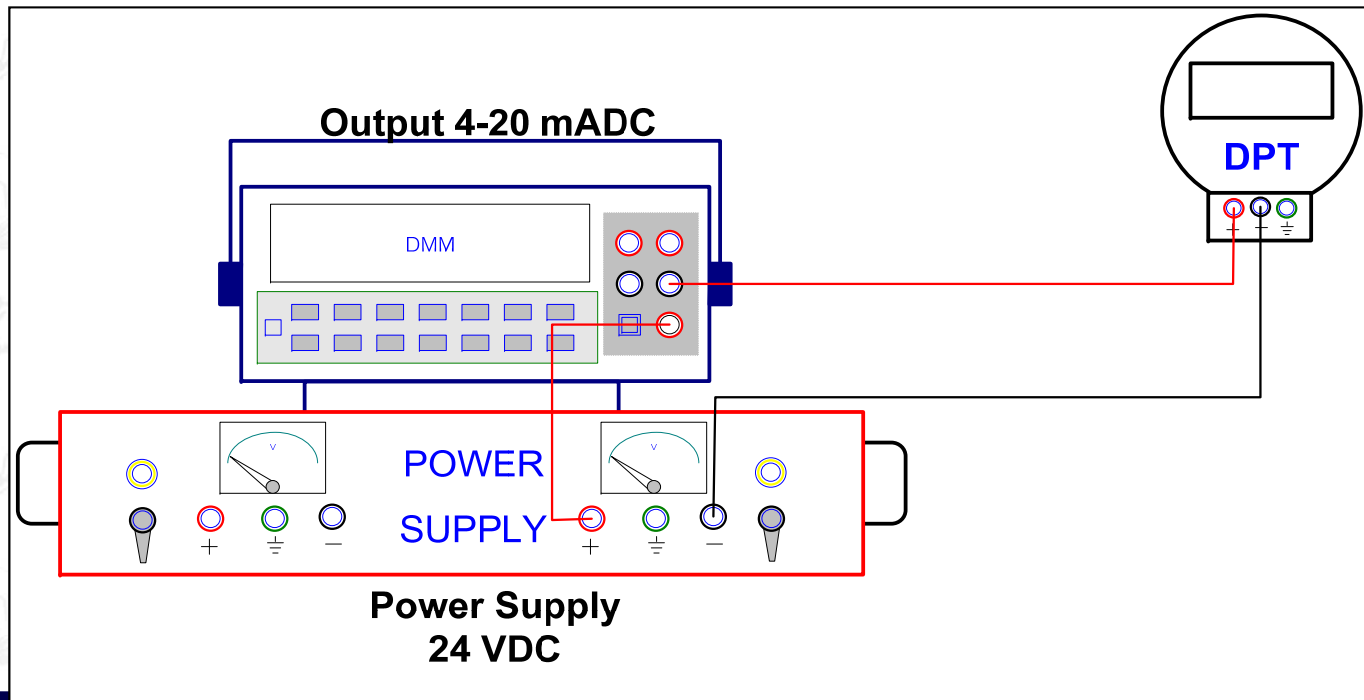 Output 4-20 mADC
DPT
+ −
DMM
V V
POWER
SUPPLY
+ − + −
Power Supply
24 VDC